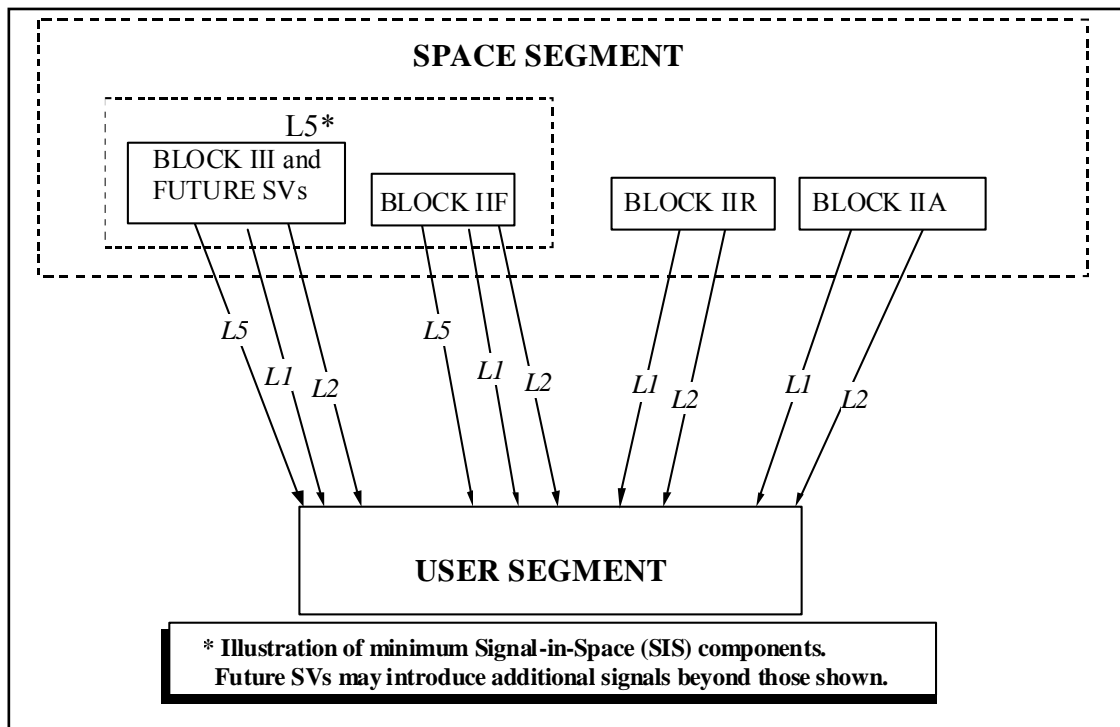 SPACE SEGMENT
L5*
BLOCK III and
FUTURE SVs
BLOCK IIF
BLOCK IIR
BLOCK IIA
L5
L1
L2
L5
L1
L2
L1
L2
L1
L2
USER SEGMENT
* Illustration of minimum Signal-in-Space (SIS) components.
Future SVs may introduce additional signals beyond those shown.